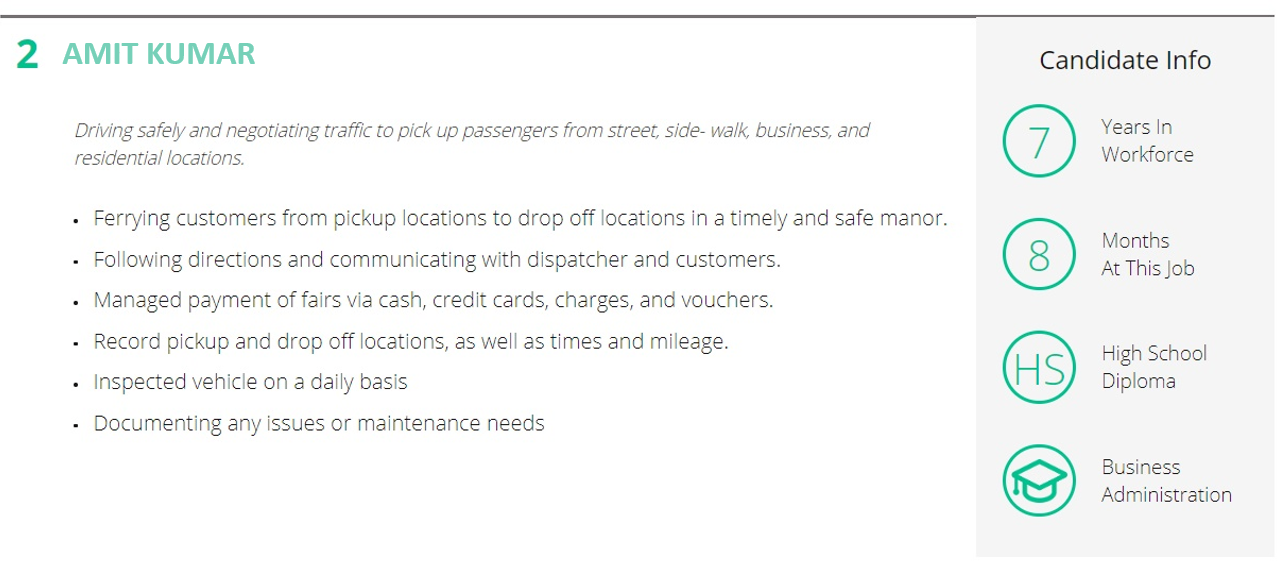 2 AMIT KUMAR
Driving safely and negotiating traffic to pick up passengers from street, side- walk, business, and
residential locations.
• Ferrying customers from pickup locations to drop off locations in a timely and safe manor.
• Following directions and communicating with dispatcher and customers.
• Managed payment of fairs via cash, credit cards, charges, and vouchers.
• Record pickup and drop off locations, as well as times and mileage.
• Inspected vehicle on a daily basis
• Documenting any issues or maintenance needs
Candidate Info
7 Years In
Workforce
8 Months
At This Job
HS High School
Diploma
Business
Administration